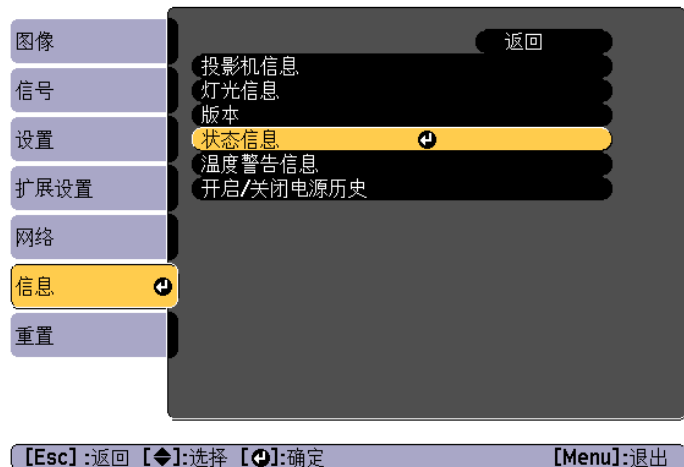 图像
信号
设置
扩展设置
网络
信息
重置
返回
投影机信息
灯光信息
版本
状态信息
温度警告信息
开启/关闭电源历史
[Esc] :返回 [◆]:选择 [⏎]:确定 [Menu]:退出